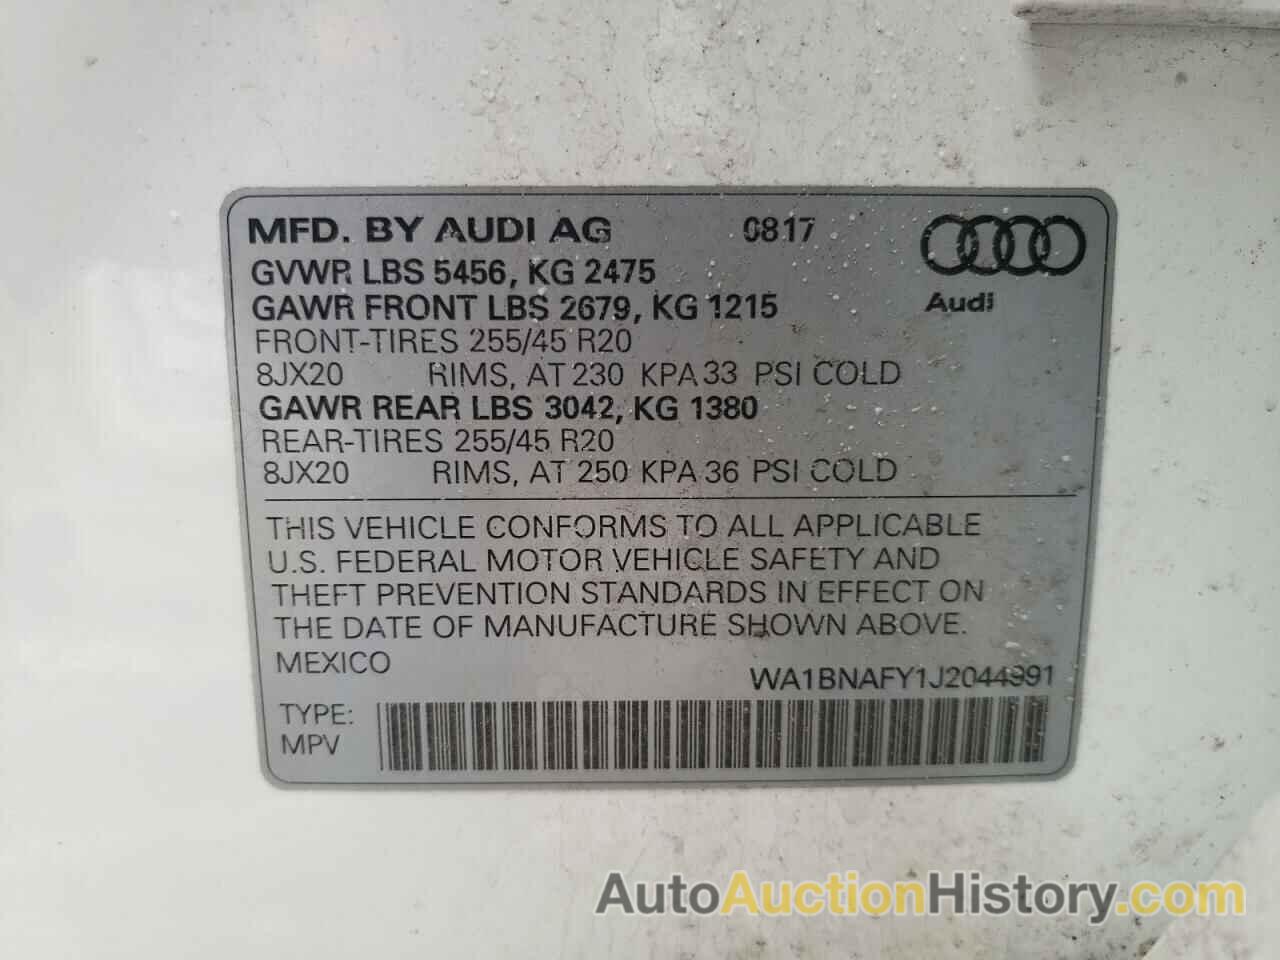 MFD. BY AUDI AG 0817
GVWR LBS 5456, KG 2475
GAWR FRONT LBS 2679, KG 1215
Audi
FRONT-TIRES 255/45 R20
8JX20 RIMS, AT 230 KPA 33 PSI COLD
GAWR REAR LBS 3042, KG 1380
REAR-TIRES 255/45 R20
8JX20 RIMS, AT 250 KPA 36 PSI COLD
THIS VEHICLE CONFORMS TO ALL APPLICABLE
U.S. FEDERAL MOTOR VEHICLE SAFETY AND
THEFT PREVENTION STANDARDS IN EFFECT ON
THE DATE OF MANUFACTURE SHOWN ABOVE.
MEXICO
WA1BNAFY1J2044991
TYPE:
MPV
AutoAuctionHistory.com